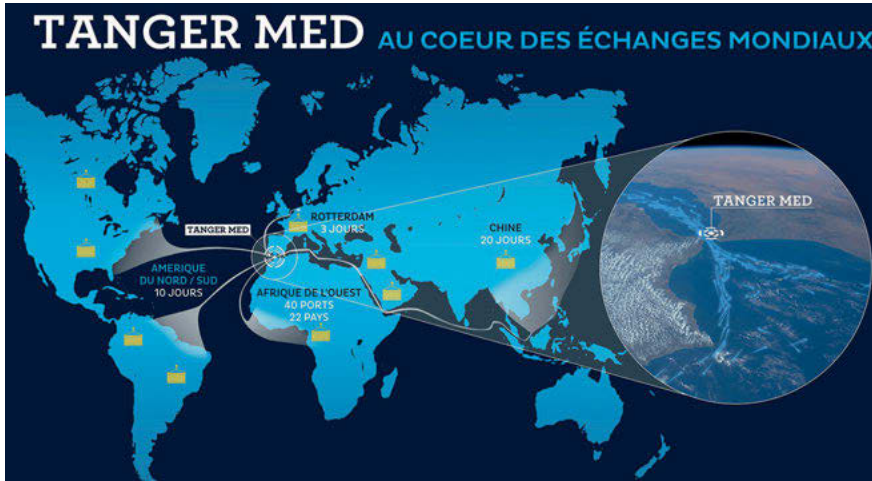 TANGER MED AU COEUR DES ÉCHANGES MONDIAUX
TANGER MED
ROTTERDAM
3 JOURS
CHINE
20 JOURS
AMERIQUE
DU NORD / SUD
10 JOURS
AFRIQUE DE L'OUEST
40 PORTS
22 PAYS
TANGER MED